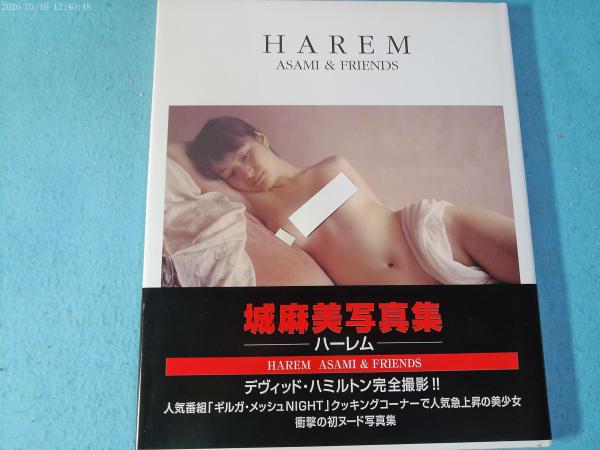 2026/03/19 12:40:48
HAREM
ASAMI & FRIENDS
城麻美写真集
ハーレム
HAREM ASAMI & FRIENDS
デヴィッド・ハミルトン完全撮影!!
人気番組「ギルガ・メッシュNIGHT」クッキングコーナーで人気急上昇の美少女
衝撃の初ヌード写真集